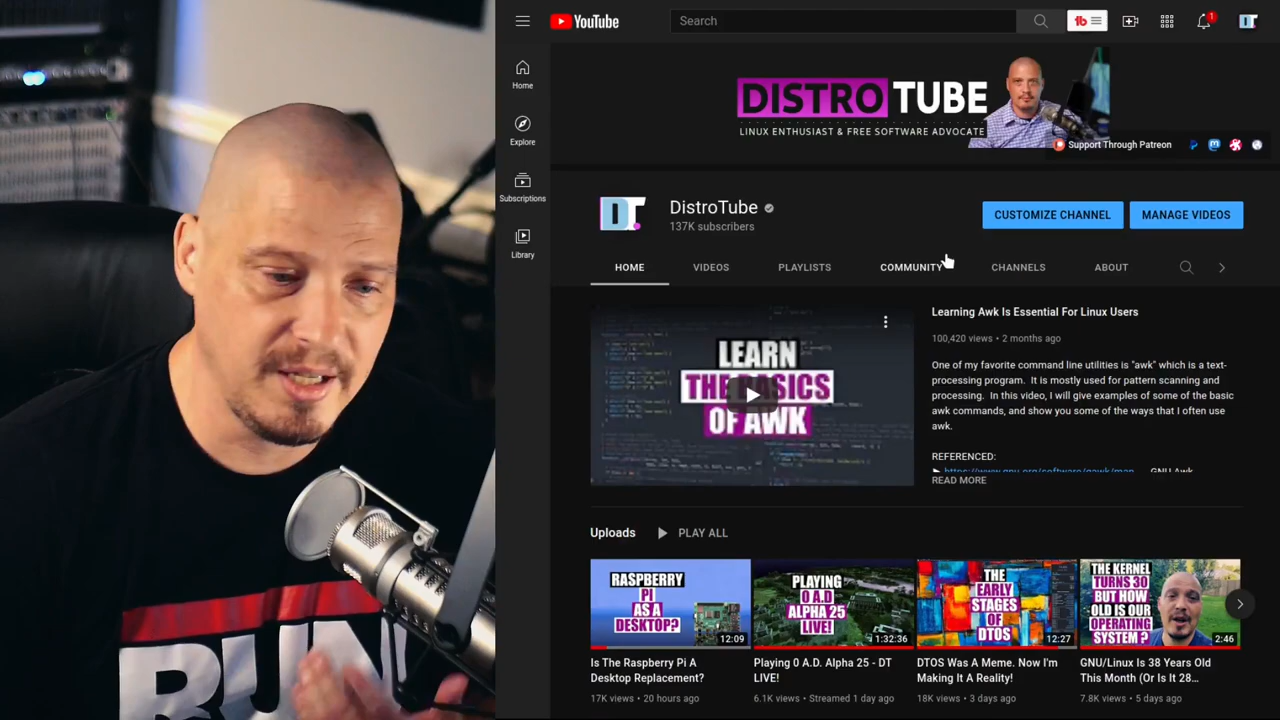 YouTube
Search
1
Home
Explore
Subscriptions
Library
DISTROTUBE
LINUX ENTHUSIAST & FREE SOFTWARE ADVOCATE
Support Through Patreon
DT.
DistroTube
137K subscribers
CUSTOMIZE CHANNEL
MANAGE VIDEOS
HOME
VIDEOS
PLAYLISTS
COMMUNITY
CHANNELS
ABOUT
LEARN
THE BASICS
OF AWK
Learning Awk Is Essential For Linux Users
100,420 views • 2 months ago
One of my favorite command line utilities is "awk" which is a text-
processing program. It is mostly used for pattern scanning and
processing. In this video, I will give examples of some of the basic
awk commands, and show you some of the ways that I often use
awk.
REFERENCED:
GNU Awk
READ MORE
Uploads
PLAY ALL
RASPBERRY
PI
AS A
DESKTOP?
12:09
Is The Raspberry Pi A
Desktop Replacement?
17K views • 20 hours ago
PLAYING
0 A.D
ALPHA 25
LIVE!
1:32:36
Playing 0 A.D. Alpha 25 - DT
LIVE!
6.1K views • Streamed 1 day ago
THE
EARLY
STAGES
OF
DTOS
12:27
DTOS Was A Meme. Now I'm
Making It A Reality!
18K views • 3 days ago
THE KERNEL
TURNS 30
BUT HOW
OLD IS OUR
OPERATING
SYSTEM ?
2:46
GNU/Linux Is 38 Years Old
This Month (Or Is It 28...
7.8K views • 5 days ago
RUN